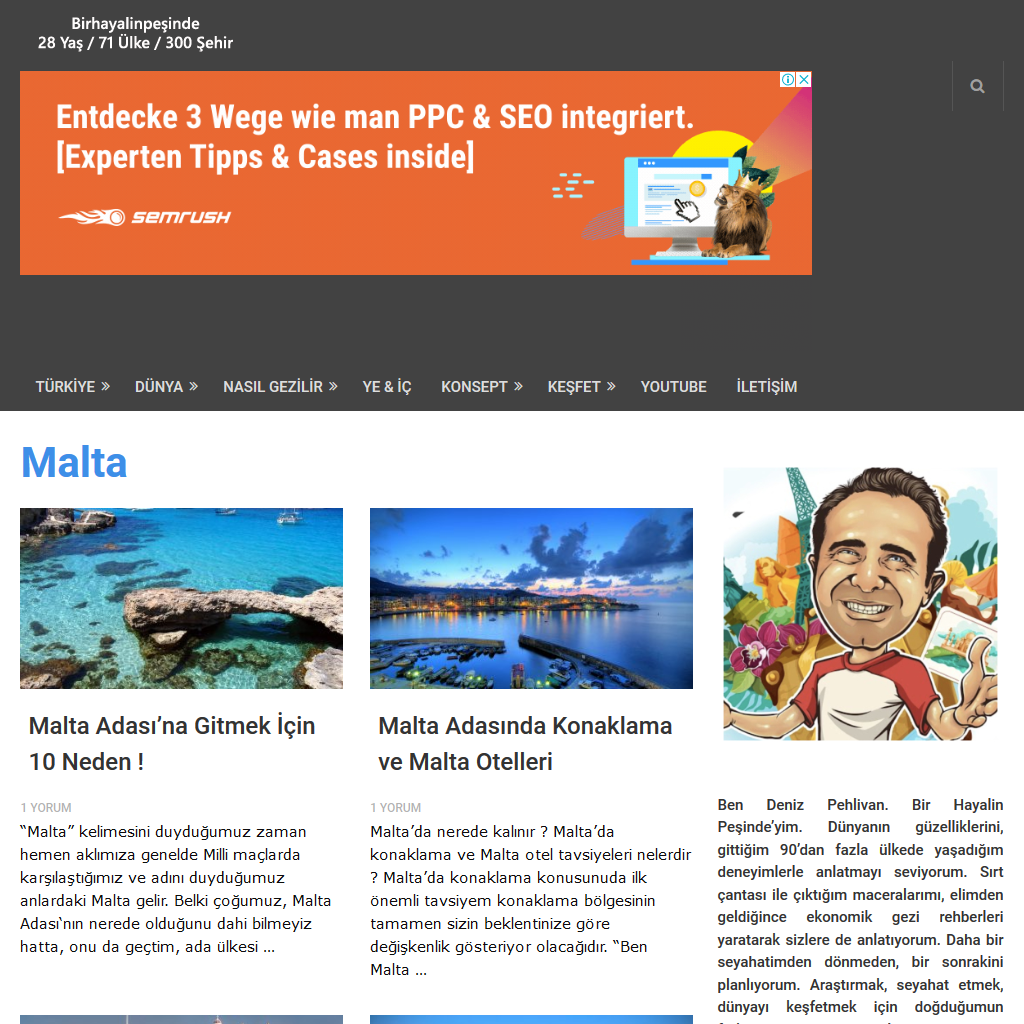 Birhayalinpeşinde
28 Yaş / 71 Ülke / 300 Şehir
Entdecke 3 Wege wie man PPC & SEO integriert.
[Experten Tipps & Cases inside]
semrush
TÜRKİYE » DÜNYA » NASIL GEZİLİR » YE & İÇ KONSEPT » KEŞFET » YOUTUBE İLETİŞİM
Malta
Malta Adası’na Gitmek İçin
10 Neden !
1 YORUM
“Malta” kelimesini duyduğumuz zaman
hemen aklımıza genelde Milli maçlarda
karşılaştığımız ve adını duyduğumuz
anlardaki Malta gelir. Belki çoğumuz, Malta
Adası‘nın nerede olduğunu dahi bilmeyiz
hatta, onu da geçtim, ada ülkesi ...
Malta Adasında Konaklama
ve Malta Otelleri
1 YORUM
Malta’da nerede kalınır ? Malta’da
konaklama ve Malta otel tavsiyeleri nelerdir
? Malta’da konaklama konusunuda ilk
önemli tavsiyem konaklama bölgesinin
tamamen sizin beklentinize göre
değişkenlik gösteriyor olacağıdır. “Ben
Malta ...
Ben Deniz Pehlivan. Bir Hayalin
Peşinde’yim. Dünyanın güzelliklerini,
gittiğim 90’dan fazla ülkede yaşadığım
deneyimlerle anlatmayı seviyorum. Sırt
çantası ile çıktığım maceralarımı, elimden
geldiğince ekonomik gezi rehberleri
yaratarak sizlere de anlatıyorum. Daha bir
seyahatimden dönmeden, bir sonrakini
planlıyorum. Araştırmak, seyahat etmek,
dünyayı keşfetmek için doğduğumun